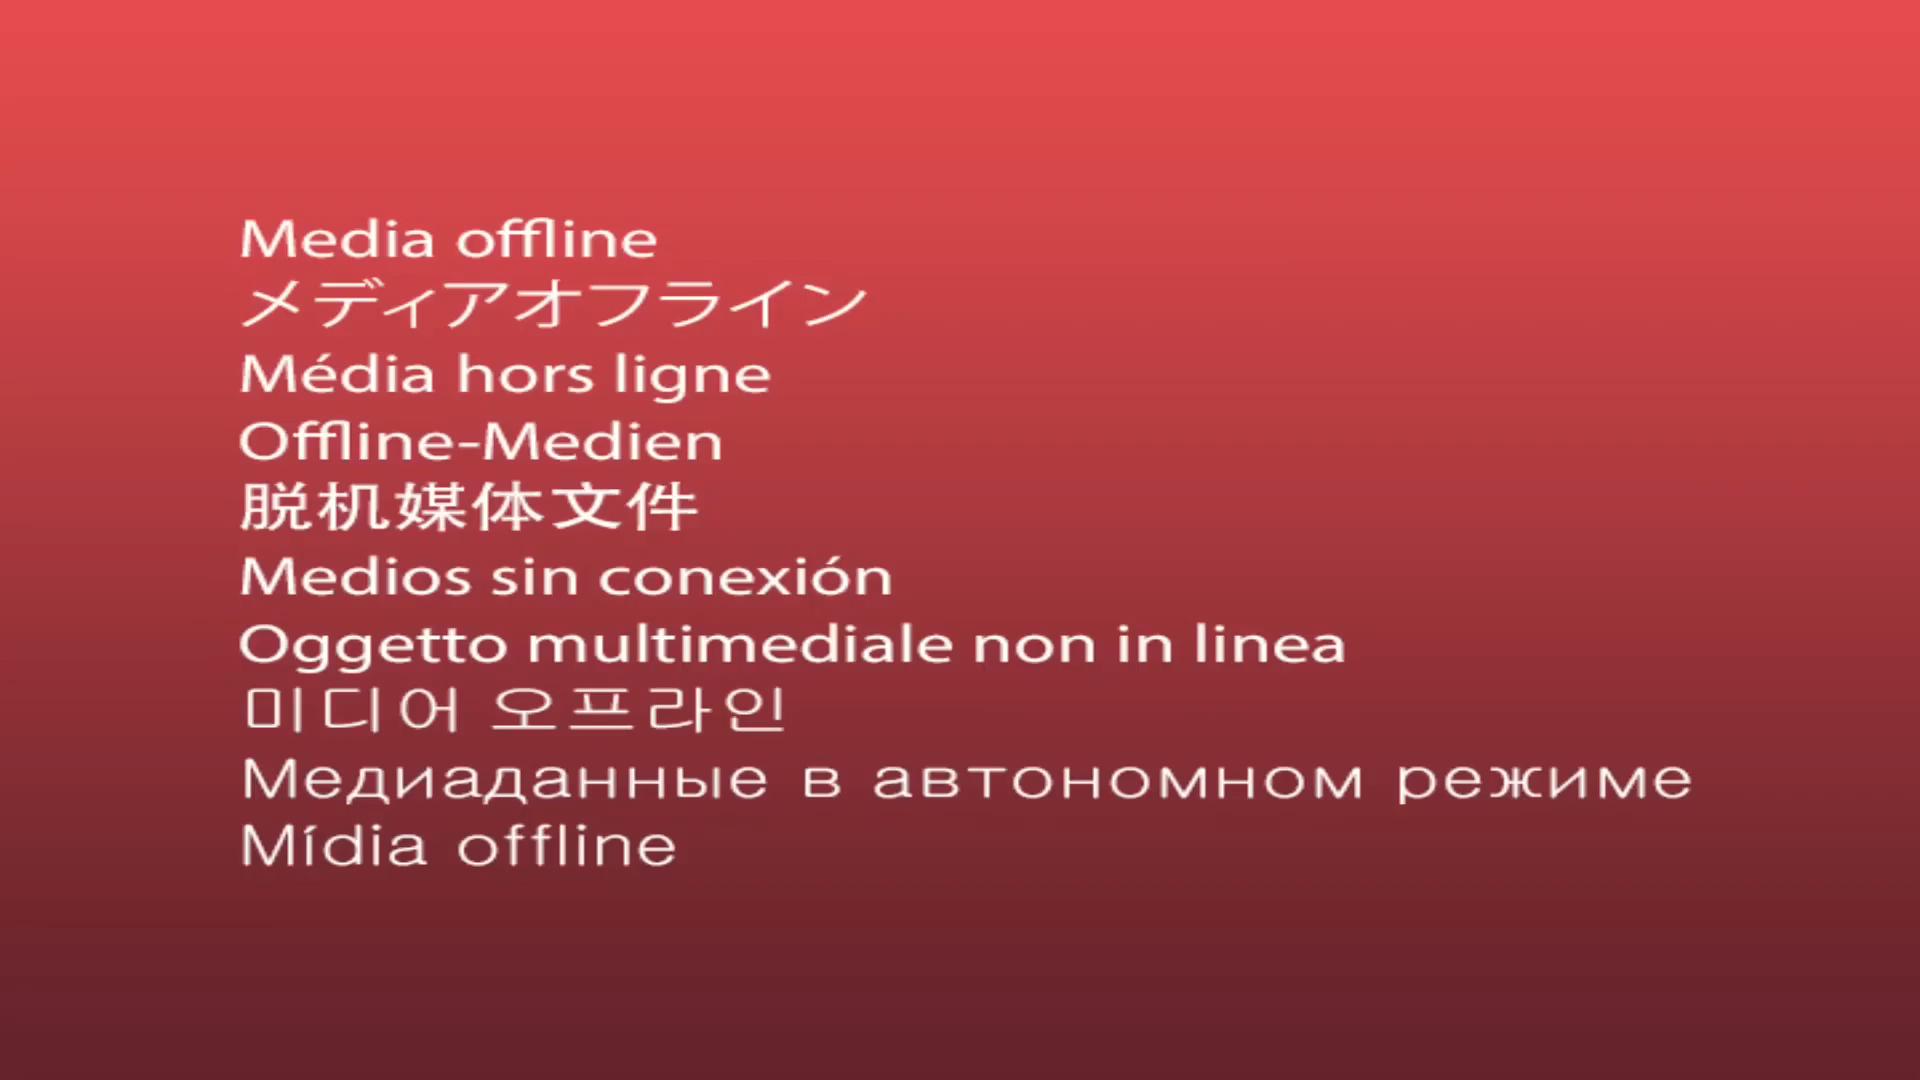 Media offline
メディアオフライン
Média hors ligne
Offline-Medien
脱机媒体文件
Medios sin conexión
Oggetto multimediale non in linea
미디어 오프라인
Медиаданные в автономном режиме
Mídia offline